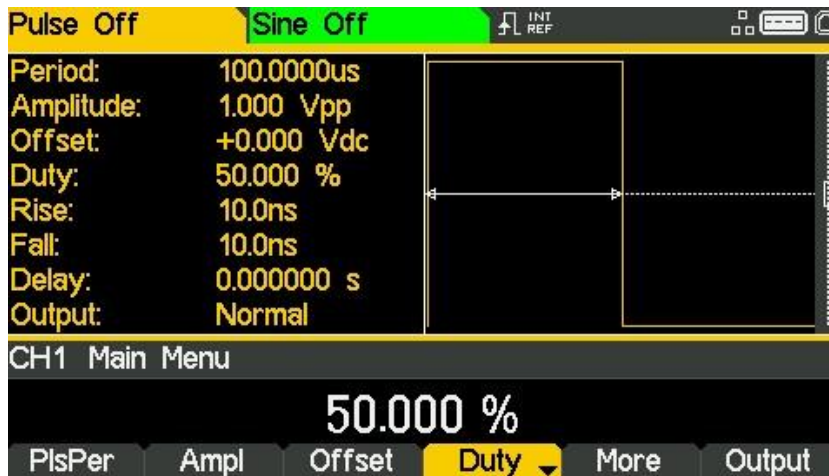 Pulse Off Sine Off INT REF
Period: 100.0000us
Amplitude: 1.000 Vpp
Offset: +0.000 Vdc
Duty: 50.000 %
Rise: 10.0ns
Fall: 10.0ns
Delay: 0.000000 s
Output: Normal
CH1 Main Menu
50.000 %
PlsPer Ampl Offset Duty More Output